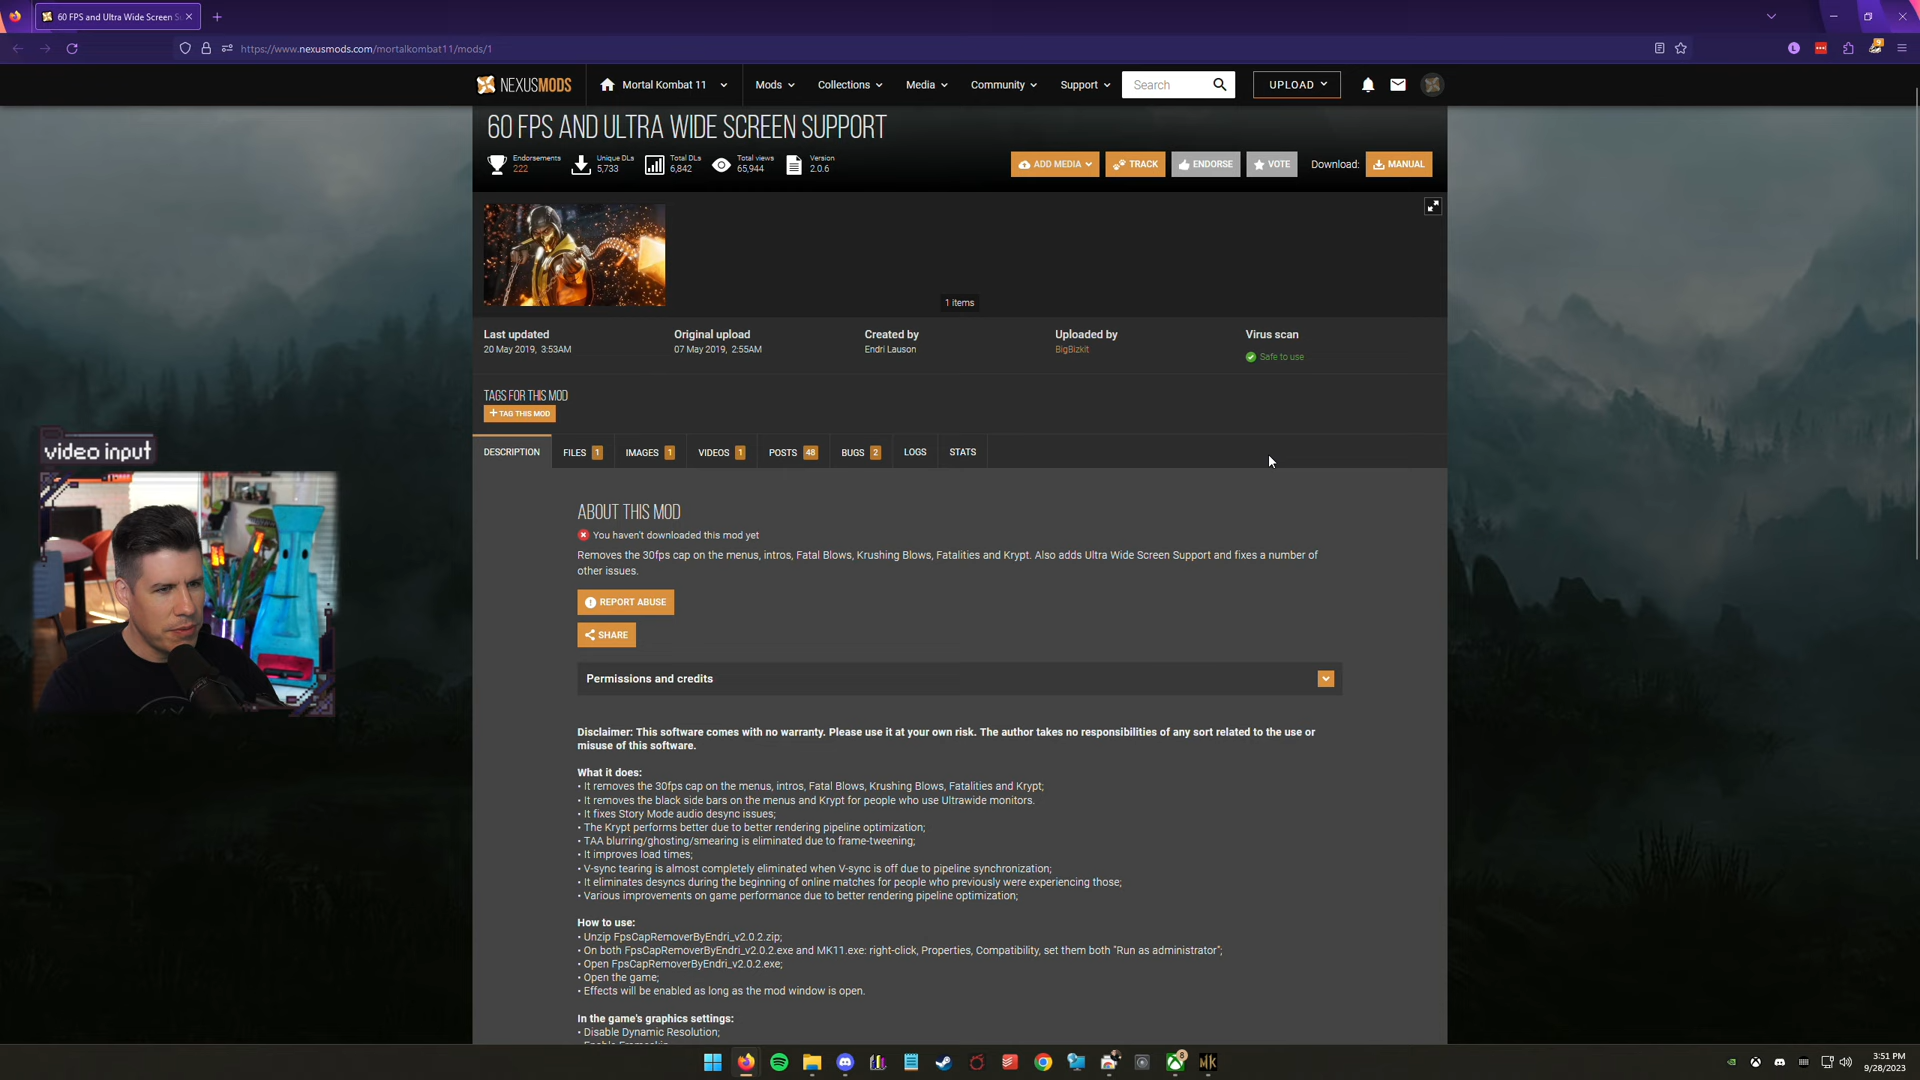 60 FPS and Ultra Wide Screen Su
https://www.nexusmods.com/mortalkombat11/mods/1
NEXUSMODS
Mortal Kombat 11
Mods
Collections
Media
Community
Support
Search
UPLOAD
60 FPS AND ULTRA WIDE SCREEN SUPPORT
Endorsements
222
Unique DLs
5,733
Total DLs
6,842
Total views
65,944
Version
2.0.6
ADD MEDIA
TRACK
ENDORSE
VOTE
Download:
MANUAL
1 items
Last updated
20 May 2019, 3:53AM
Original upload
07 May 2019, 2:55AM
Created by
Endri Lauson
Uploaded by
BigBizkit
Virus scan
Safe to use
TAGS FOR THIS MOD
+ TAG THIS MOD
DESCRIPTION
FILES 1
IMAGES 1
VIDEOS 1
POSTS 48
BUGS 2
LOGS
STATS
video input
ABOUT THIS MOD
You haven't downloaded this mod yet
Removes the 30fps cap on the menus, intros, Fatal Blows, Krushing Blows, Fatalities and Krypt. Also adds Ultra Wide Screen Support and fixes a number of
other issues.
REPORT ABUSE
SHARE
Permissions and credits
Disclaimer: This software comes with no warranty. Please use it at your own risk. The author takes no responsibilities of any sort related to the use or
misuse of this software.
What it does:
• It removes the 30fps cap on the menus, intros, Fatal Blows, Krushing Blows, Fatalities and Krypt;
• It removes the black side bars on the menus and Krypt for people who use Ultrawide monitors.
• It fixes Story Mode audio desync issues;
• The Krypt performs better due to better rendering pipeline optimization;
• TAA blurring/ghosting/smearing is eliminated due to frame-tweening;
• It improves load times;
• V-sync tearing is almost completely eliminated when V-sync is off due to pipeline synchronization;
• It eliminates desyncs during the beginning of online matches for people who previously were experiencing those;
• Various improvements on game performance due to better rendering pipeline optimization;
How to use:
• Unzip FpsCapRemoverByEndri_v2.0.2.zip;
• On both FpsCapRemoverByEndri_v2.0.2.exe and MK11.exe: right-click, Properties, Compatibility, set them both "Run as administrator";
• Open FpsCapRemoverByEndri_v2.0.2.exe;
• Open the game;
• Effects will be enabled as long as the mod window is open.
In the game's graphics settings:
• Disable Dynamic Resolution;
3:51 PM
9/28/2023